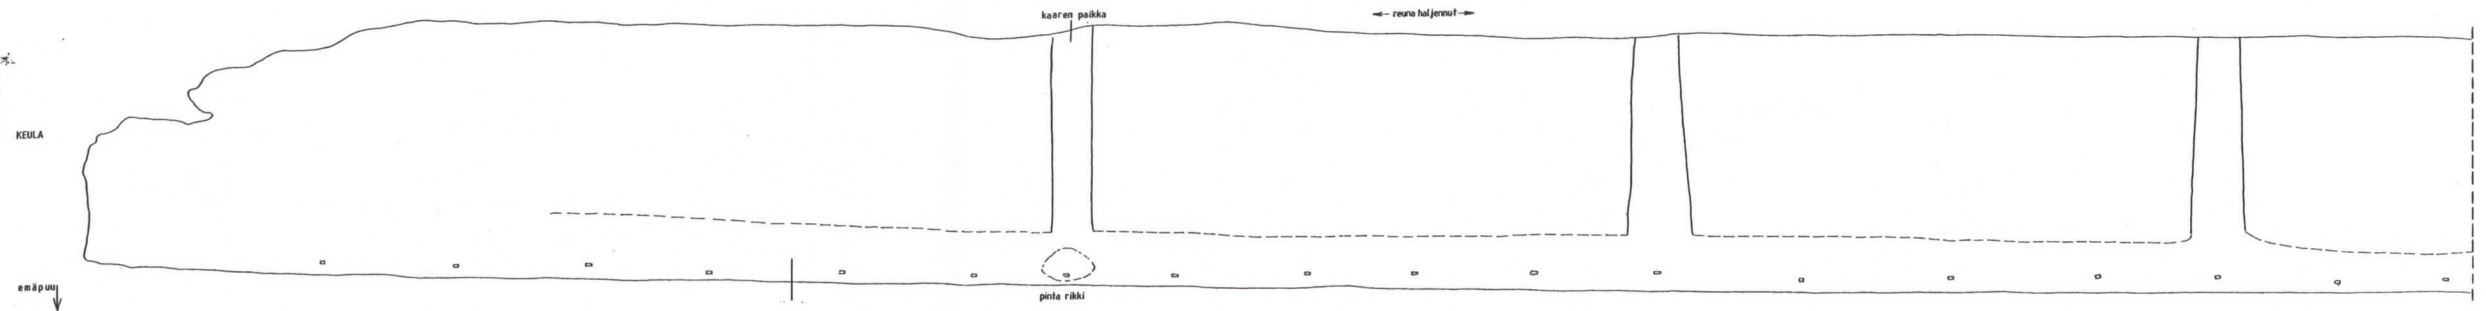 kaaren paikka
← reuna haljennut →
KEULA
emäpuu
pinta rikki